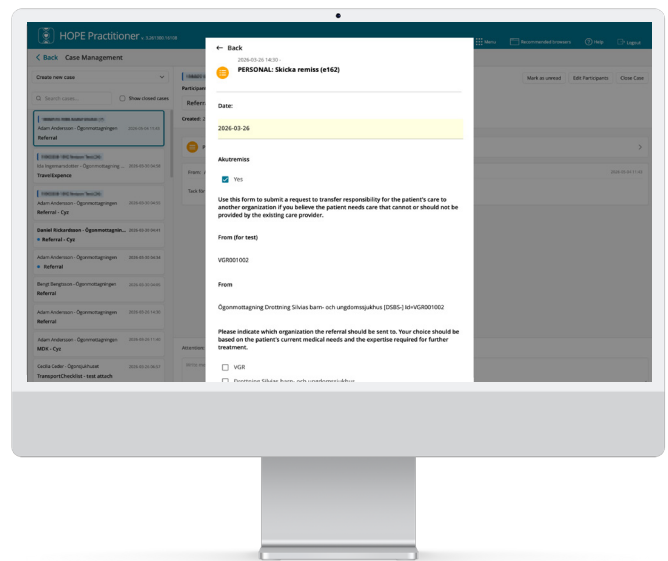 HOPE Practitioner
Menu
Recommended browsers
Help
Logout
Back Case Management
Create new case
Search cases...
Show closed cases
Adam Andersson - Ögonmottagningen
Referral
TravelExpence
Adam Andersson - Ögonmottagningen
Referral - Cyz
Daniel Rickardsson - Ögonmottagnin...
Referral - Cyz
Adam Andersson - Ögonmottagningen
Referral
Bengt Bengtsson - Ögonmottagningen
Referral
Adam Andersson - Ögonmottagningen
Referral
Adam Andersson - Ögonmottagningen
MDK - Cyz
Cecilia Ceder - Ögonsjukhuset
TransportChecklist - test attach
Mark as unread
Edit Participants
Close Case
← Back
2026-03-26 14:30 -
PERSONAL: Skicka remiss (e162)
Date:
2026-03-26
Akutremiss
Yes
Use this form to submit a request to transfer responsibility for the patient's care to
another organization if you believe the patient needs care that cannot or should not be
provided by the existing care provider.
From (for test)
VGR001002
From
Ögonmottagning Drottning Silvias barn- och ungdomssjukhus [DSBS-] Id=VGR001002
Please indicate which organization the referral should be sent to. Your choice should be
based on the patient's current medical needs and the expertise required for further
treatment.
VGR
Drottning Silvias barn- och ungdomssjukhus